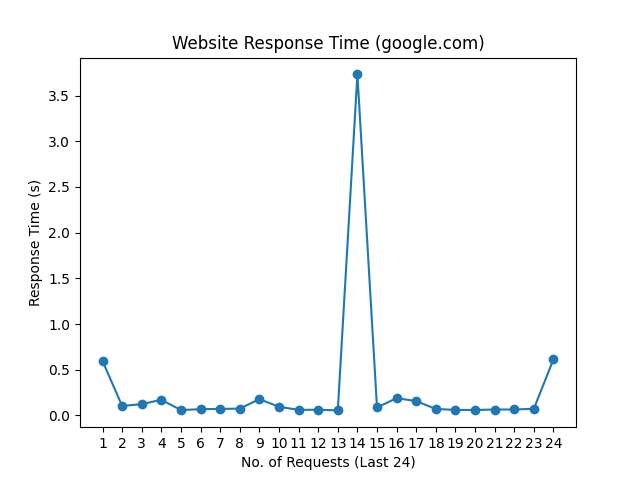 Website Response Time (google.com)
Response Time (s)
3.5
3.0
2.5
2.0
1.5
1.0
0.5
0.0
1 2 3 4 5 6 7 8 9 10 11 12 13 14 15 16 17 18 19 20 21 22 23 24
No. of Requests (Last 24)